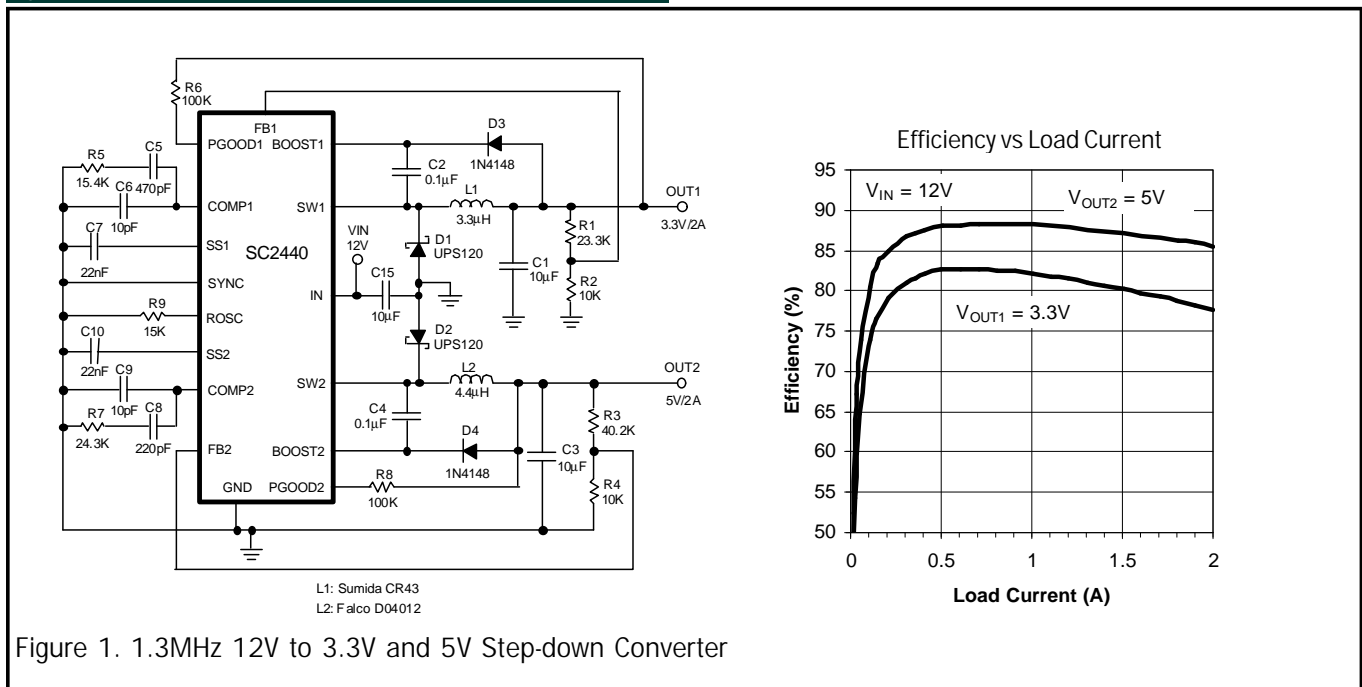 R6
100K
FB1
PGOOD1 BOOST1
D3
1N4148
R5
15.4K
C5
470pF
C6
10pF
COMP1
C2
0.1µF
L1
3.3µH
SW1
OUT1
3.3V/2A
C7
22nF
SS1
SC2440
VIN
12V
D1
UPS120
R1
23.3K
SYNC
C15
10µF
C1
10µF
R2
10K
IN
R9
15K
ROSC
D2
UPS120
C10
22nF
SS2
C9
10pF
COMP2
SW2
L2
4.4µH
OUT2
5V/2A
R7
24.3K
C8
220pF
C4
0.1µF
R3
40.2K
FB2
BOOST2
D4
1N4148
C3
10µF
GND PGOOD2
R8
100K
R4
10K
L1: Sumida CR43
L2: Falco D04012
Efficiency vs Load Current
95
90
85
80
75
70
65
60
55
50
Efficiency (%)
VIN = 12V
VOUT2 = 5V
VOUT1 = 3.3V
0 0.5 1 1.5 2
Load Current (A)
Figure 1. 1.3MHz 12V to 3.3V and 5V Step-down Converter